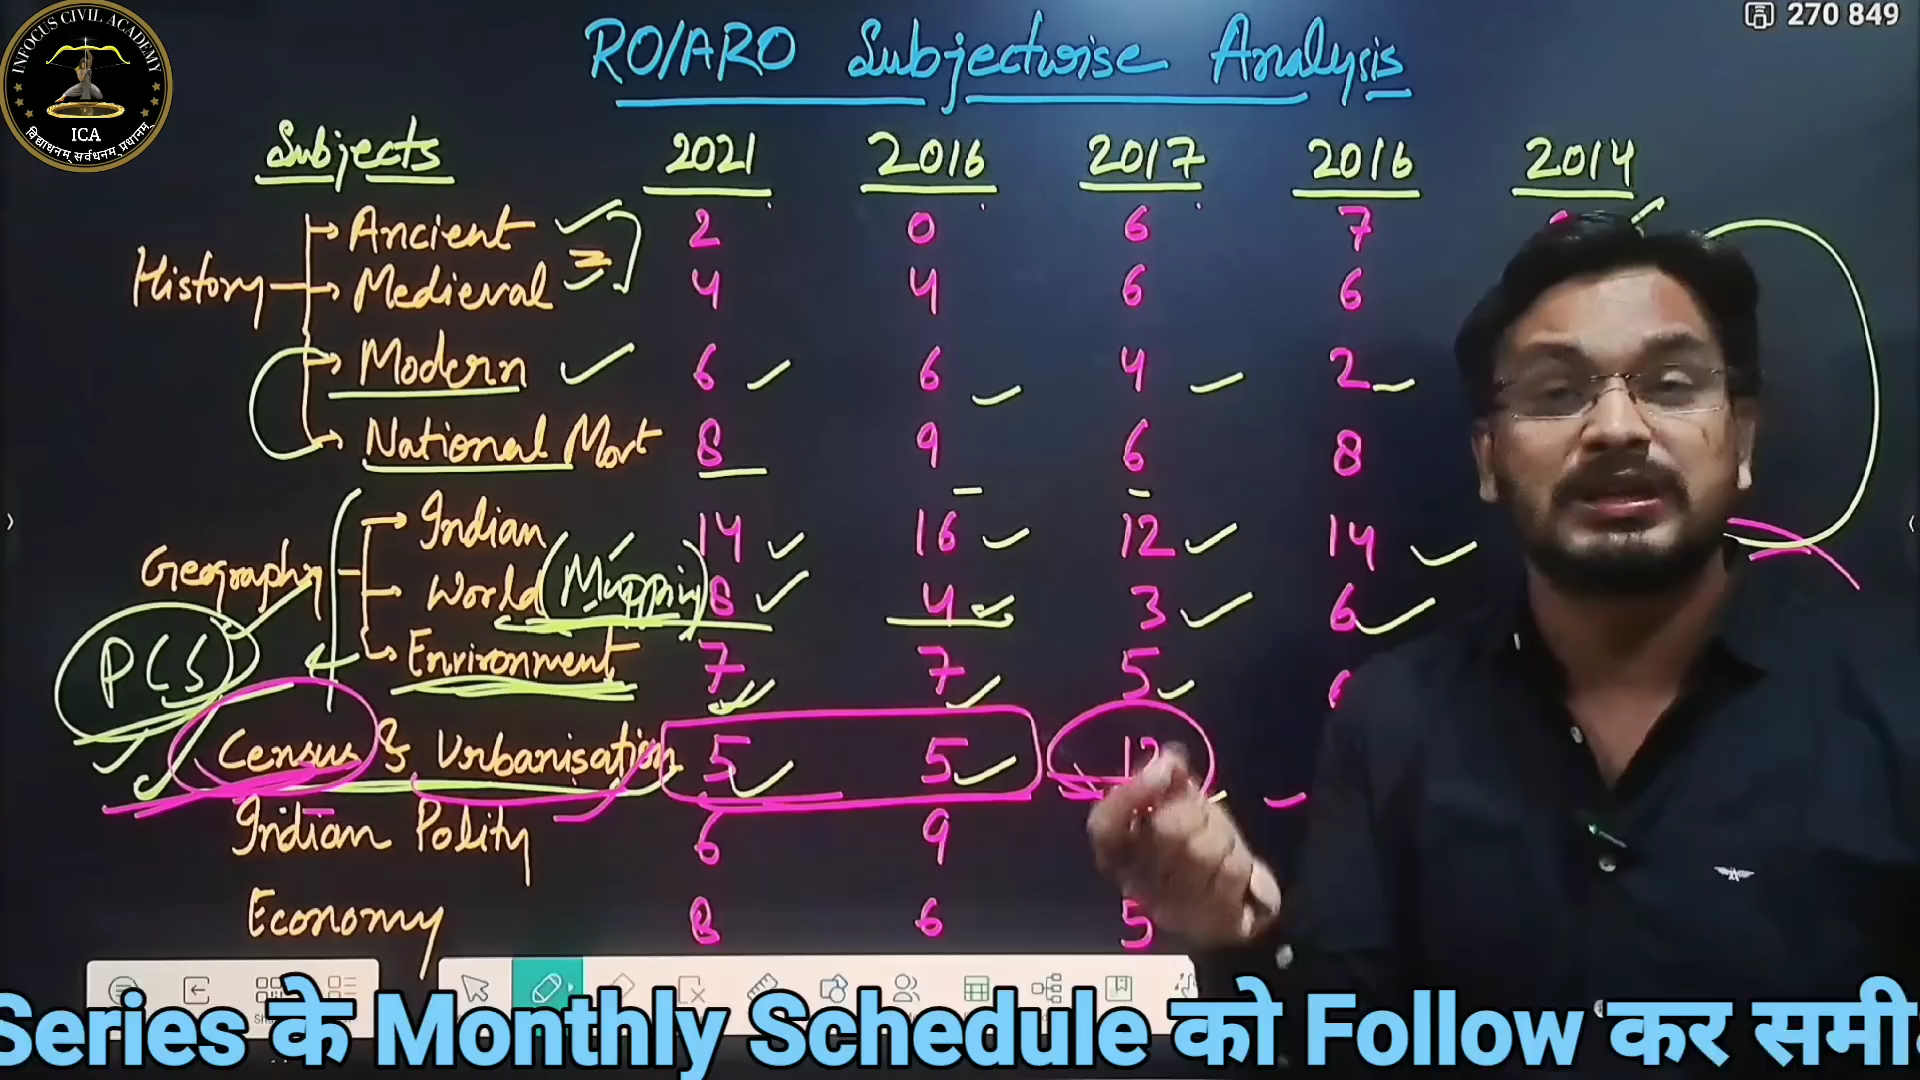 270 849
INFOCUS CIVIL ACADEMY
ICA
विद्याधनम् सर्वधनम् प्रधानम्
RO/ARO Subjectwise Analysis
Subjects 2021 2016 2017 2016 2014
History
Ancient 2 0 6 7
Medieval 4 4 6 6
Modern 6 6 4 2
National Movt 8 9 6 8
Geography
Indian 14 16 12 14
World (Mapping) 8 4 3 6
Environment 7 7 5
PCS
Census & Urbanisation 5 5 12
Indian Polity 6 9
Economy 8 6 5
Series के Monthly Schedule को Follow कर